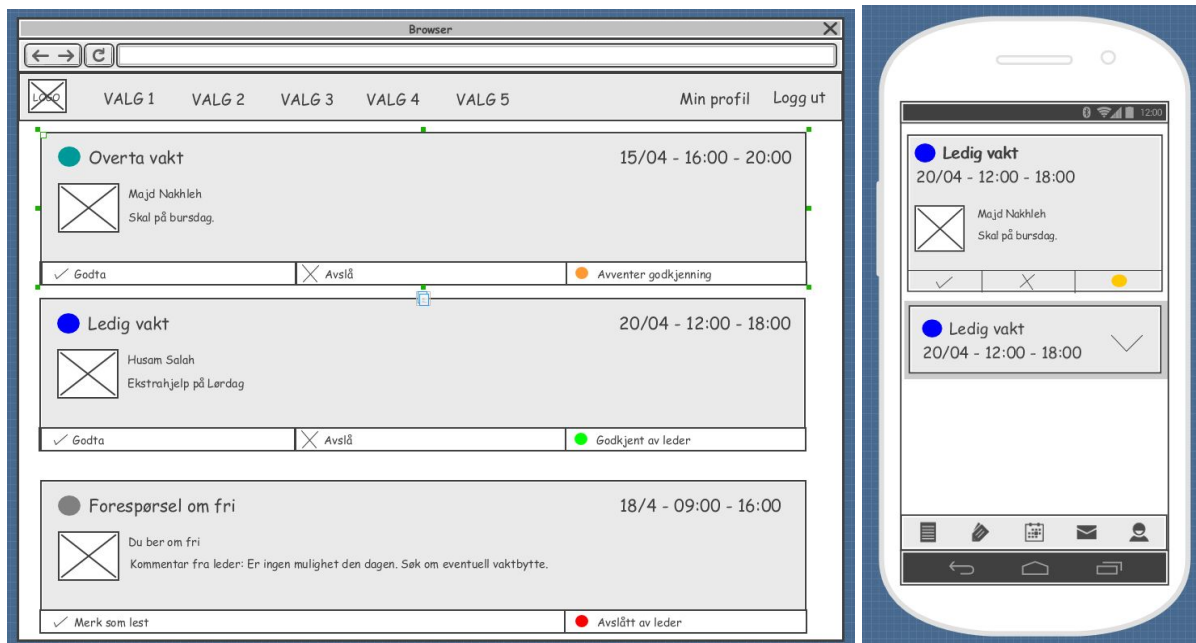 Browser
LOGO VALG 1 VALG 2 VALG 3 VALG 4 VALG 5 Min profil Logg ut
Overta vakt 15/04 - 16:00 - 20:00
Majd Nakhleh
Skal på bursdag.
Godta Avslå Avventer godkjenning
Ledig vakt 20/04 - 12:00 - 18:00
Husam Salah
Ekstrahjelp på Lørdag
Godta Avslå Godkjent av leder
Forespørsel om fri 18/4 - 09:00 - 16:00
Du ber om fri
Kommentar fra leder: Er ingen mulighet den dagen. Søk om eventuell vaktbytte.
Merk som lest Avslått av leder
12:00
Ledig vakt
20/04 - 12:00 - 18:00
Majd Nakhleh
Skal på bursdag.
Ledig vakt
20/04 - 12:00 - 18:00